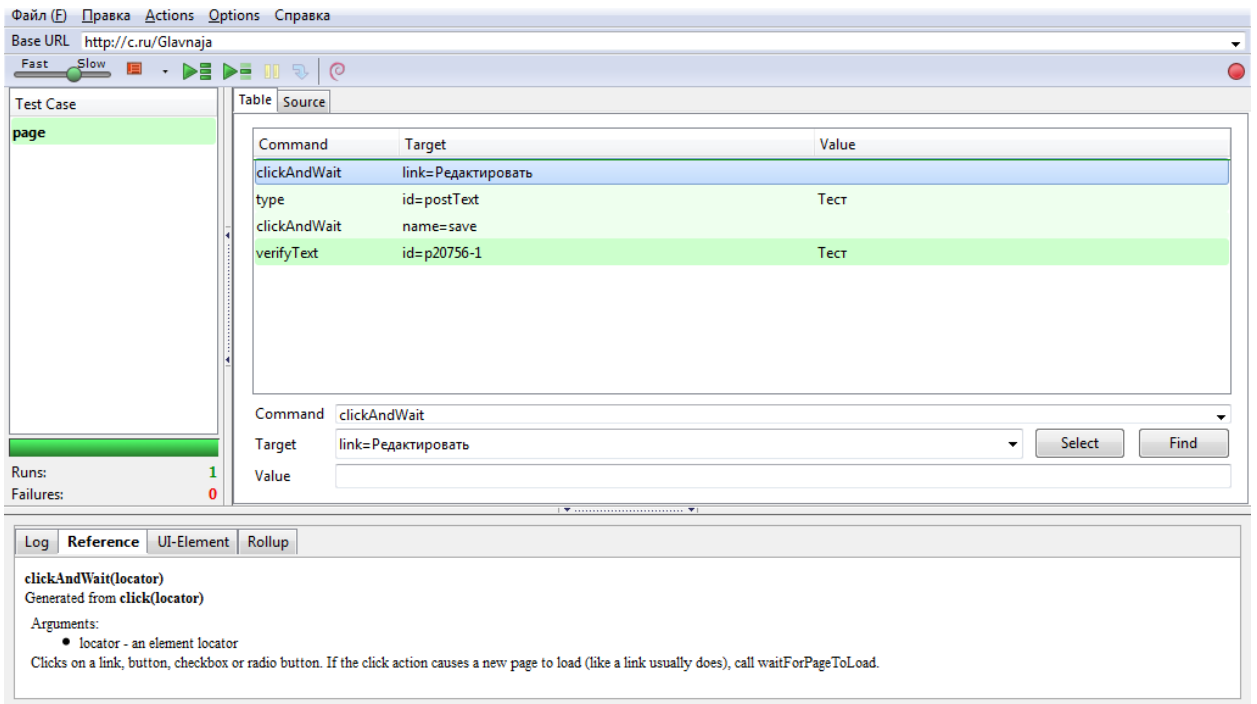 Файл (F) Правка Actions Options Справка
Base URL http://c.ru/Glavnaja
Fast Slow
Test Case
page
Table Source
Command Target Value
clickAndWait link=Редактировать
type id=postText Тест
clickAndWait name=save
verifyText id=p20756-1 Тест
Command clickAndWait
Target link=Редактировать Select Find
Value
Runs: 1
Failures: 0
Log Reference UI-Element Rollup
clickAndWait(locator)
Generated from click(locator)
Arguments:
• locator - an element locator
Clicks on a link, button, checkbox or radio button. If the click action causes a new page to load (like a link usually does), call waitForPageToLoad.